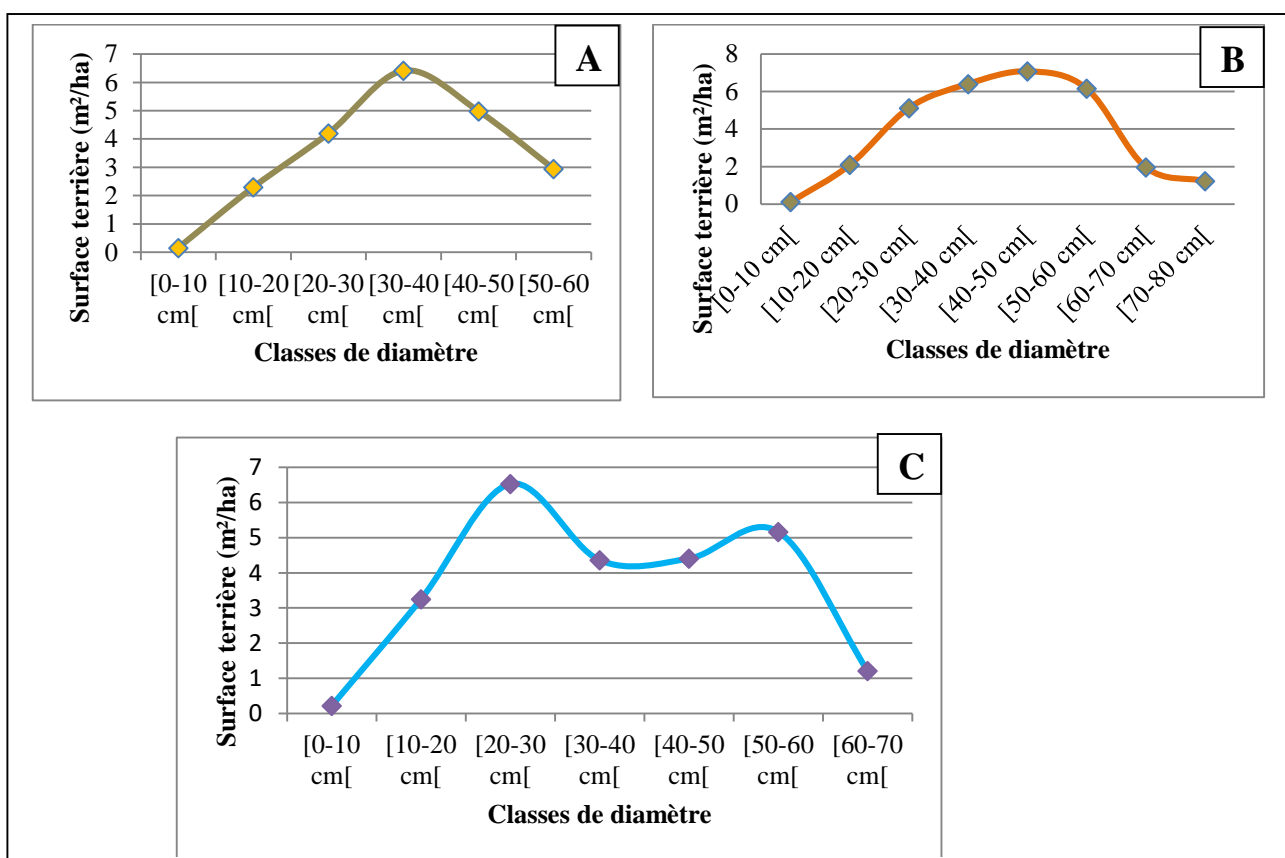 A
Surface terrière (m²/ha)
7
6
5
4
3
2
1
0
[0-10 [10-20 [20-30 [30-40 [40-50 [50-60
cm[ cm[ cm[ cm[ cm[ cm[
Classes de diamètre
B
Surface terrière (m²/ha)
8
6
4
2
0
[0-10 cm[
[10-20 cm[
[20-30 cm[
[30-40 cm[
[40-50 cm[
[50-60 cm[
[60-70 cm[
[70-80 cm[
Classes de diamètre
C
Surface terrière (m²/ha)
7
6
5
4
3
2
1
0
[0-10 [10-20 [20-30 [30-40 [40-50 [50-60 [60-70
cm[ cm[ cm[ cm[ cm[ cm[ cm[
Classes de diamètre